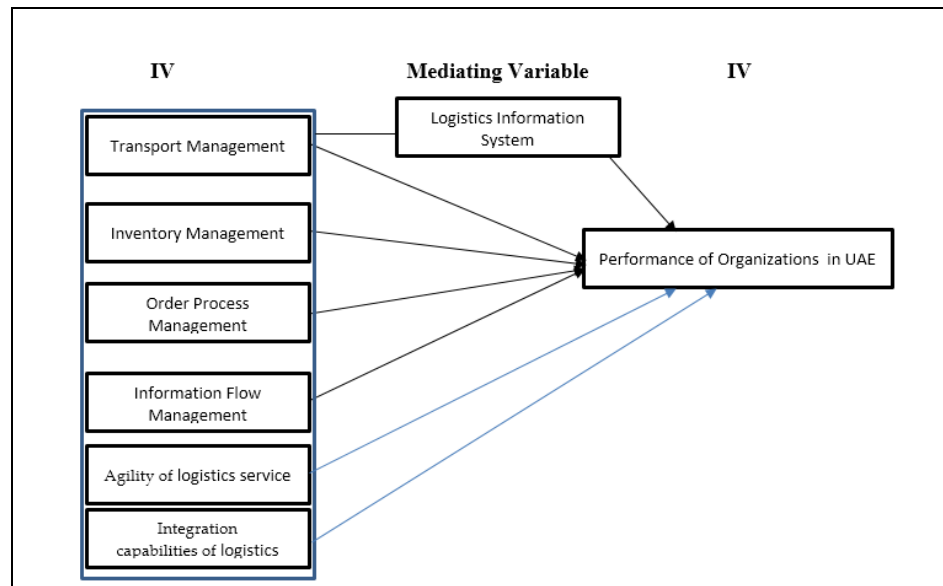 IV
Mediating Variable
IV
Logistics Information
System
Transport Management
Inventory Management
Performance of Organizations in UAE
Order Process
Management
Information Flow
Management
Agility of logistics service
Integration
capabilities of logistics